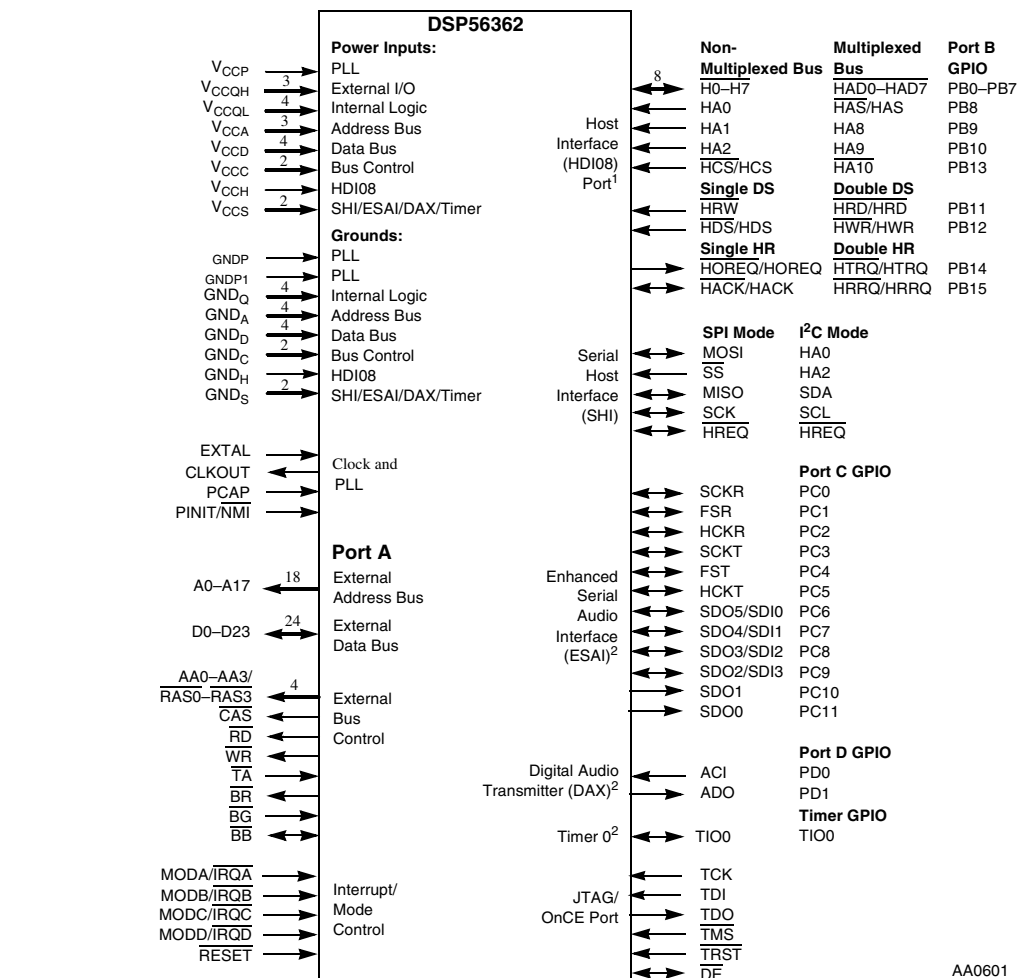 DSP56362
Power Inputs:
VCCP PLL
VCCQH 3 External I/O
VCCQL 4 Internal Logic
VCCA 3 Address Bus
VCCD 4 Data Bus
VCCC 2 Bus Control
VCCH HDI08
VCCS 2 SHI/ESAI/DAX/Timer
Grounds:
GNDP PLL
GNDP1 PLL
GNDQ 4 Internal Logic
GNDA 4 Address Bus
GNDD 4 Data Bus
GNDC 2 Bus Control
GNDH HDI08
GNDS 2 SHI/ESAI/DAX/Timer
EXTAL
CLKOUT
PCAP
PINIT/NMI
Clock and
PLL
Port A
A0–A17 18 External
Address Bus
D0–D23 24 External
Data Bus
AA0–AA3/
RAS0–RAS3 4
CAS
RD
WR
TA
BR
BG
BB
External
Bus
Control
MODA/IRQA
MODB/IRQB
MODC/IRQC
MODD/IRQD
RESET
Interrupt/
Mode
Control
Host
Interface
(HDI08)
Port1
Non- Multiplexed Port B
Multiplexed Bus Bus GPIO
8 H0–H7 HAD0–HAD7 PB0–PB7
HA0 HAS/HAS PB8
HA1 HA8 PB9
HA2 HA9 PB10
HCS/HCS HA10 PB13
Single DS Double DS
HRW HRD/HRD PB11
HDS/HDS HWR/HWR PB12
Single HR Double HR
HOREQ/HOREQ HTRQ/HTRQ PB14
HACK/HACK HRRQ/HRRQ PB15
Serial
Host
Interface
(SHI)
SPI Mode I2C Mode
MOSI HA0
SS HA2
MISO SDA
SCK SCL
HREQ HREQ
Enhanced
Serial
Audio
Interface
(ESAI)2
Port C GPIO
SCKR PC0
FSR PC1
HCKR PC2
SCKT PC3
FST PC4
HCKT PC5
SDO5/SDI0 PC6
SDO4/SDI1 PC7
SDO3/SDI2 PC8
SDO2/SDI3 PC9
SDO1 PC10
SDO0 PC11
Digital Audio
Transmitter (DAX)2
Port D GPIO
ACI PD0
ADO PD1
Timer GPIO
Timer 02 TIO0 TIO0
JTAG/
OnCE Port
TCK
TDI
TDO
TMS
TRST
DE
AA0601